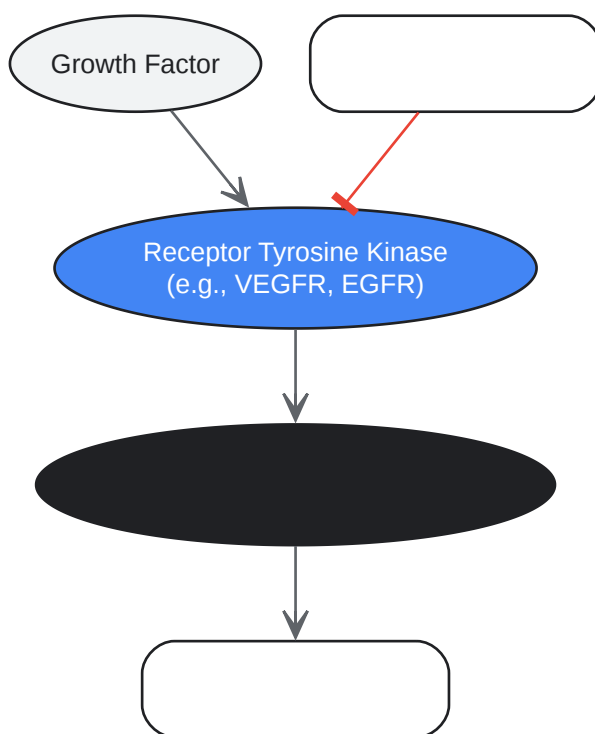 Growth Factor
Receptor Tyrosine Kinase
(e.g., VEGFR, EGFR)